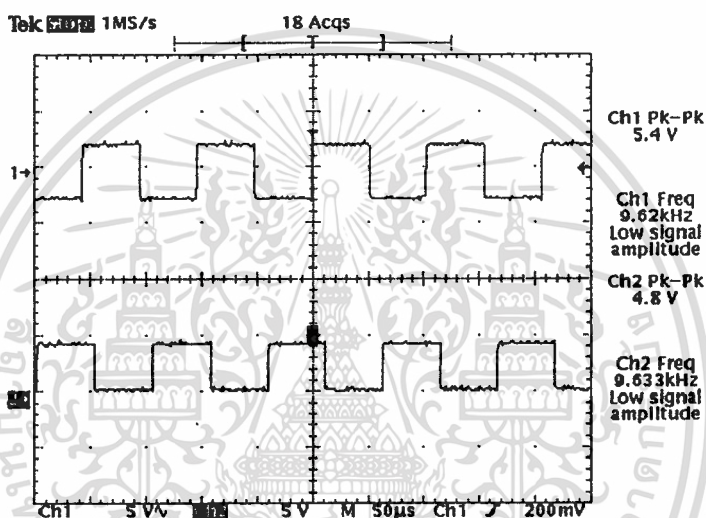 Tek 1MS/s 18 Acqs
Ch1 Pk-Pk
5.4 V
1→
Ch1 Freq
9.62kHz
Low signal
amplitude
Ch2 Pk-Pk
4.8 V
Ch2 Freq
9.633kHz
Low signal
amplitude
Ch1 5 V 5 V M 50µs Ch1 200mV